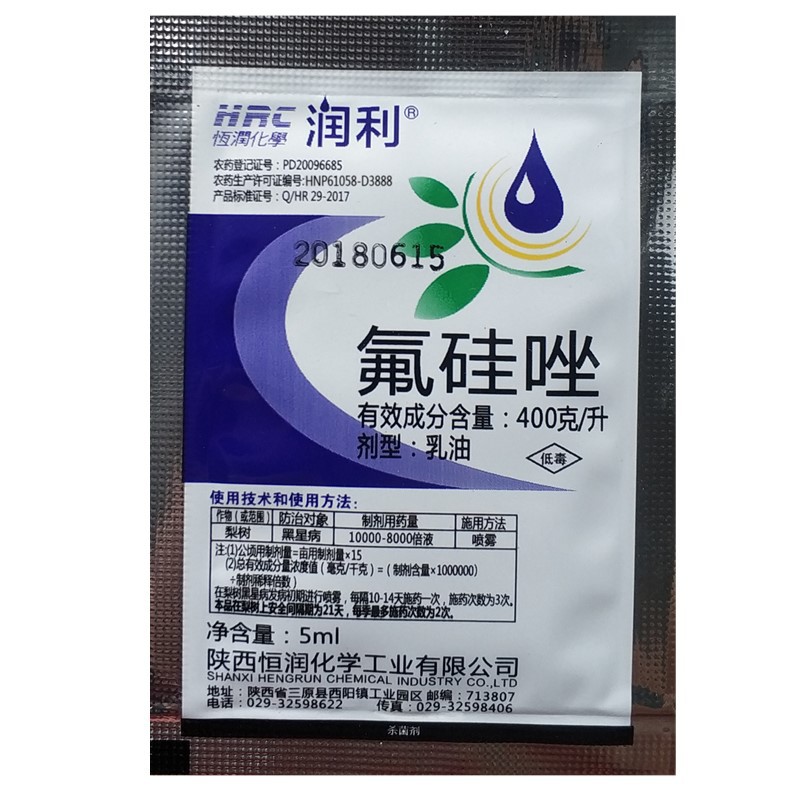 HRC 润利®
恆潤化學
农药登记证号：PD20096685
农药生产许可证编号:HNP61058-D3888
产品标准证号：Q/HR 29-2017
20180615
氟硅唑
有效成分含量：400克/升
剂型：乳油
低毒
使用技术和使用方法：
作物（或范围） 防治对象 制剂用药量 施用方法
梨树 黑星病 10000-8000倍液 喷雾
注:(1)公顷用制剂量=亩用制剂量×15
(2)总有效成分量浓度值（毫克/千克）=（制剂含量×1000000）
÷制剂稀释倍数）
在梨树黑星病发病初期进行喷雾，每隔10-14天施药一次，施药次数为3次。
本品在梨树上安全间隔期为21天，每季最多施药次数为2次。
净含量：5ml
陕西恒润化学工业有限公司
SHANXI HENGRUN CHEMICAL INDUSTRY CO.,LTD
地址：陕西省三原县西阳镇工业园区 邮编：713807
电话：029-32598622 传真：029-32598406
杀菌剂